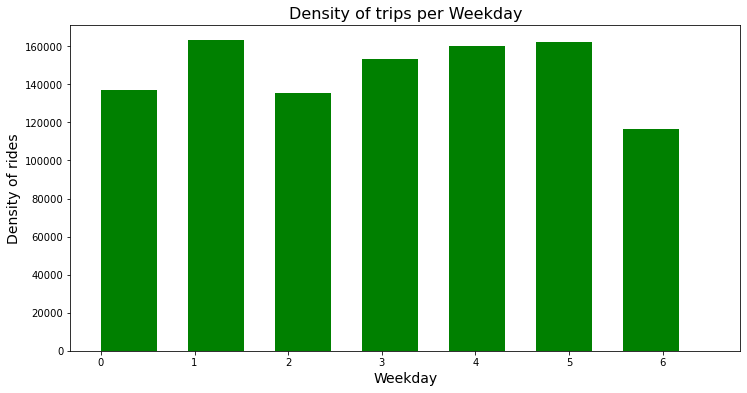 Density of trips per Weekday
Density of rides
160000
140000
120000
100000
80000
60000
40000
20000
0
0 1 2 3 4 5 6
Weekday